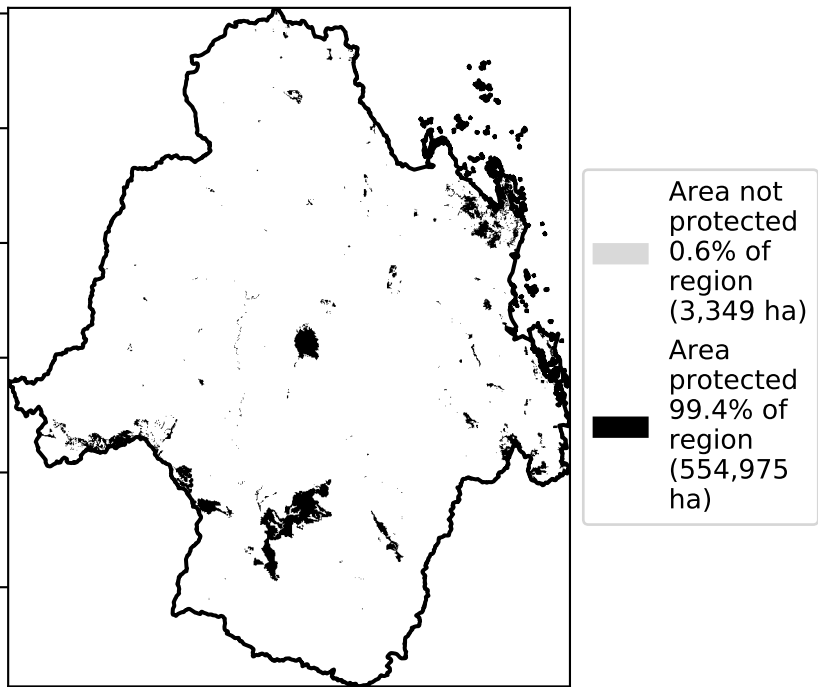 Area not
protected
0.6% of
region
(3,349 ha)
Area
protected
99.4% of
region
(554,975
ha)